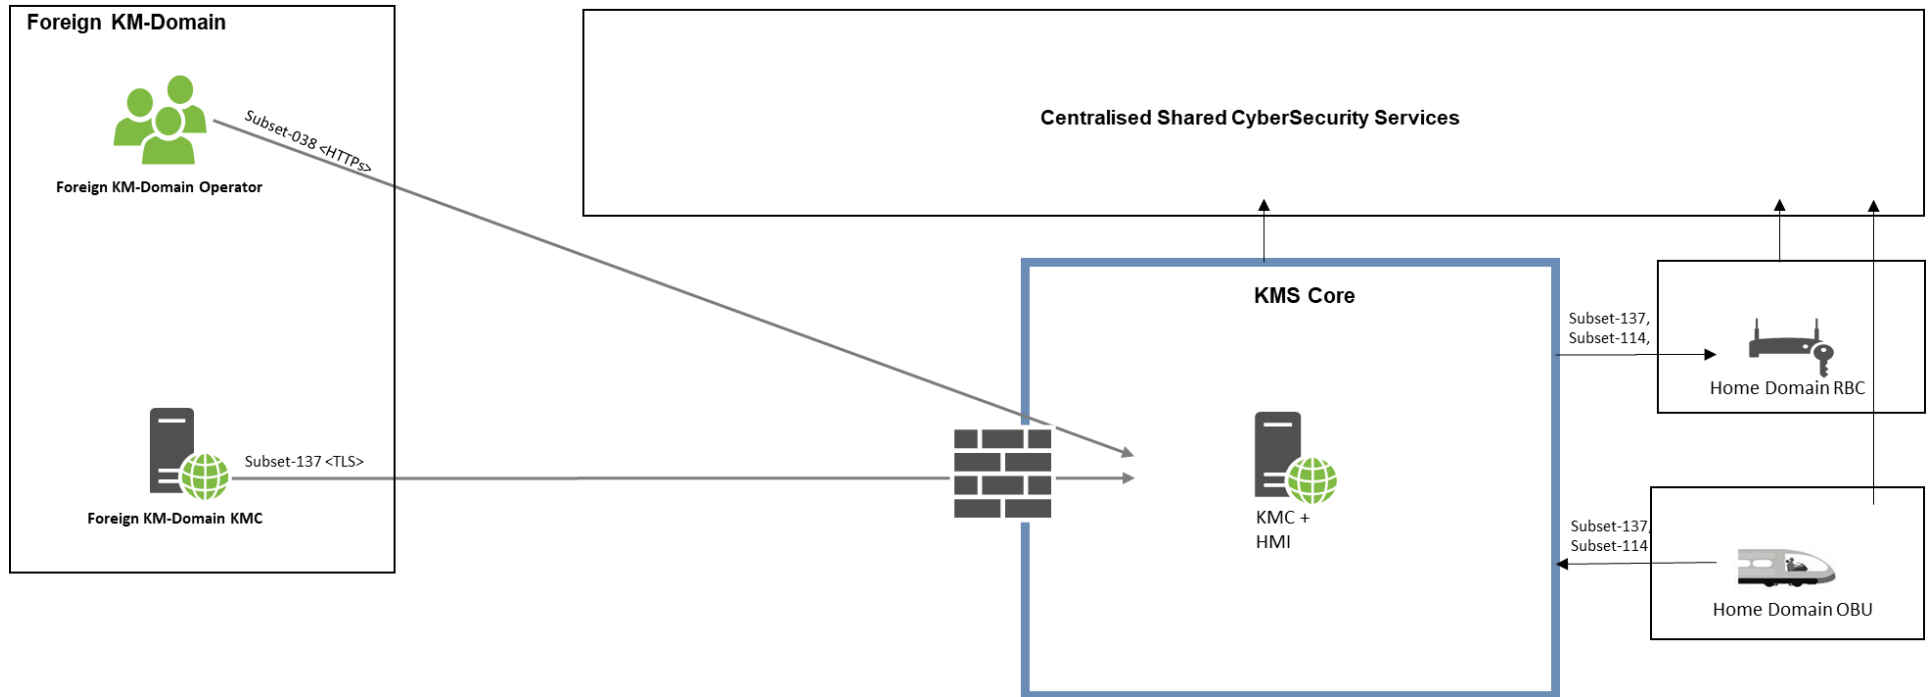 Foreign KM-Domain
Subset-038 <HTTPs>
Foreign KM-Domain Operator
Subset-137 <TLS>
Foreign KM-Domain KMC
Centralised Shared CyberSecurity Services
KMS Core
KMC +
HMI
Subset-137,
Subset-114,
Home Domain RBC
Subset-137,
Subset-114
Home Domain OBU